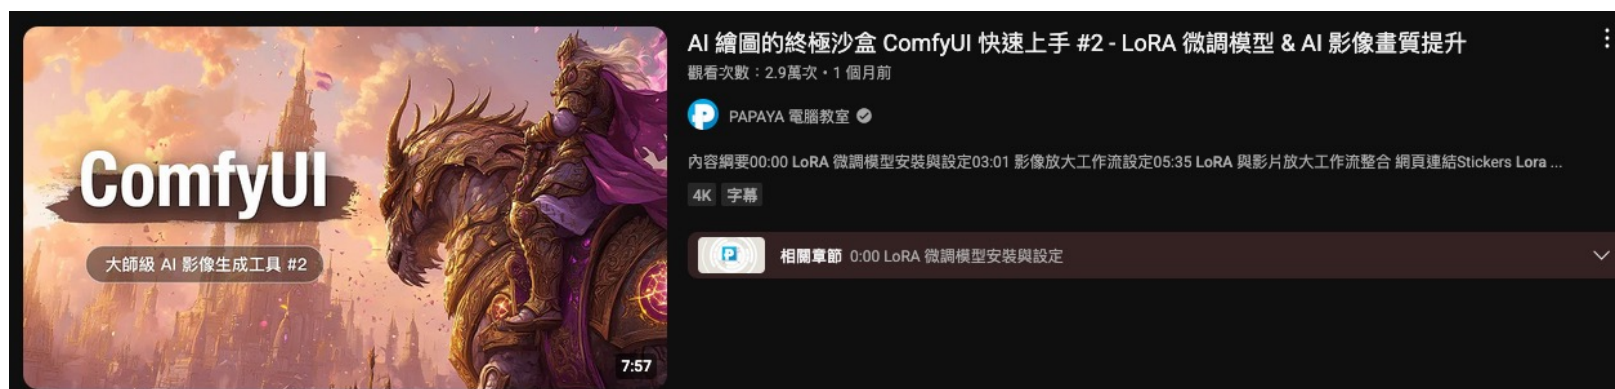 ComfyUI
大師級 AI 影像生成工具 #2
7:57
AI 繪圖的終極沙盒 ComfyUI 快速上手 #2 - LoRA 微調模型 & AI 影像畫質提升
觀看次數：2.9萬次・1 個月前
PAPAYA 電腦教室
內容綱要00:00 LoRA 微調模型安裝與設定03:01 影像放大工作流設定05:35 LoRA 與影片放大工作流整合 網頁連結Stickers Lora ...
4K 字幕
相關章節 0:00 LoRA 微調模型安裝與設定